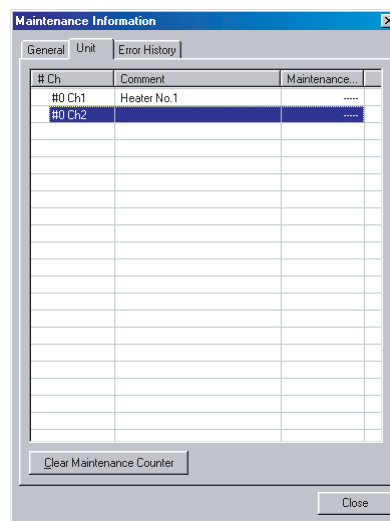 Maintenance Information
General Unit Error History
# Ch Comment Maintenance...
#0 Ch1 Heater No.1 -----
#0 Ch2 -----
Clear Maintenance Counter
Close